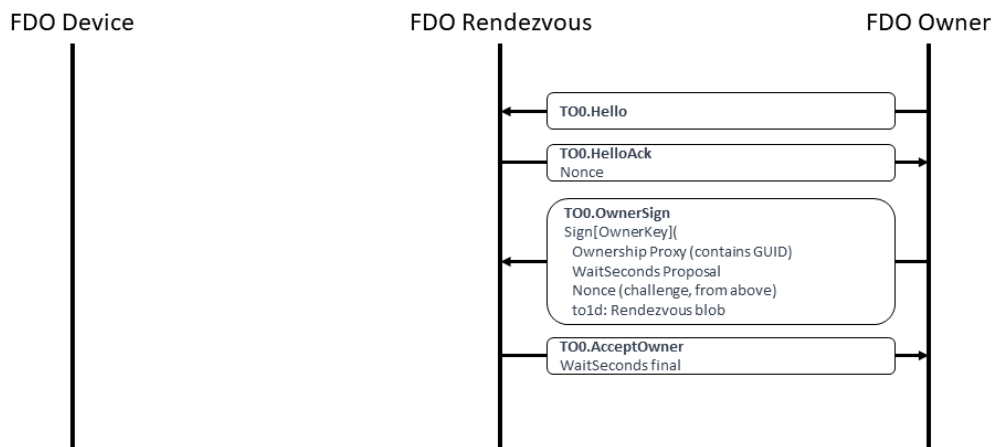 FDO Device
FDO Rendezvous
FDO Owner
TO0.Hello
TO0.HelloAck
Nonce
TO0.OwnerSign
Sign[OwnerKey](
Ownership Proxy (contains GUID)
WaitSeconds Proposal
Nonce (challenge, from above)
to1d: Rendezvous blob
TO0.AcceptOwner
WaitSeconds final